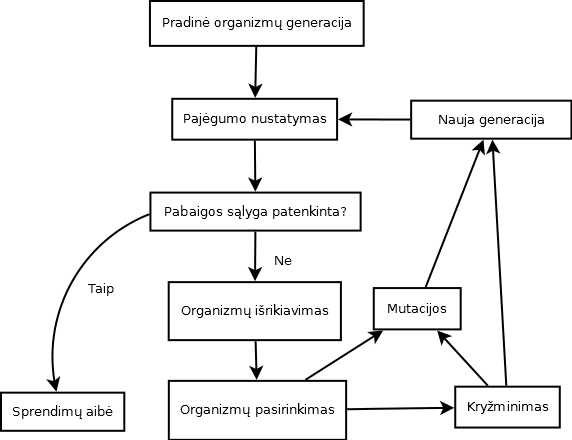 Pradinė organizmų generacija
Pajėgumo nustatymas
Nauja generacija
Pabaigos sąlyga patenkinta?
Ne
Taip
Organizmų išrikiavimas
Mutacijos
Sprendimų aibė
Organizmų pasirinkimas
Kryžminimas